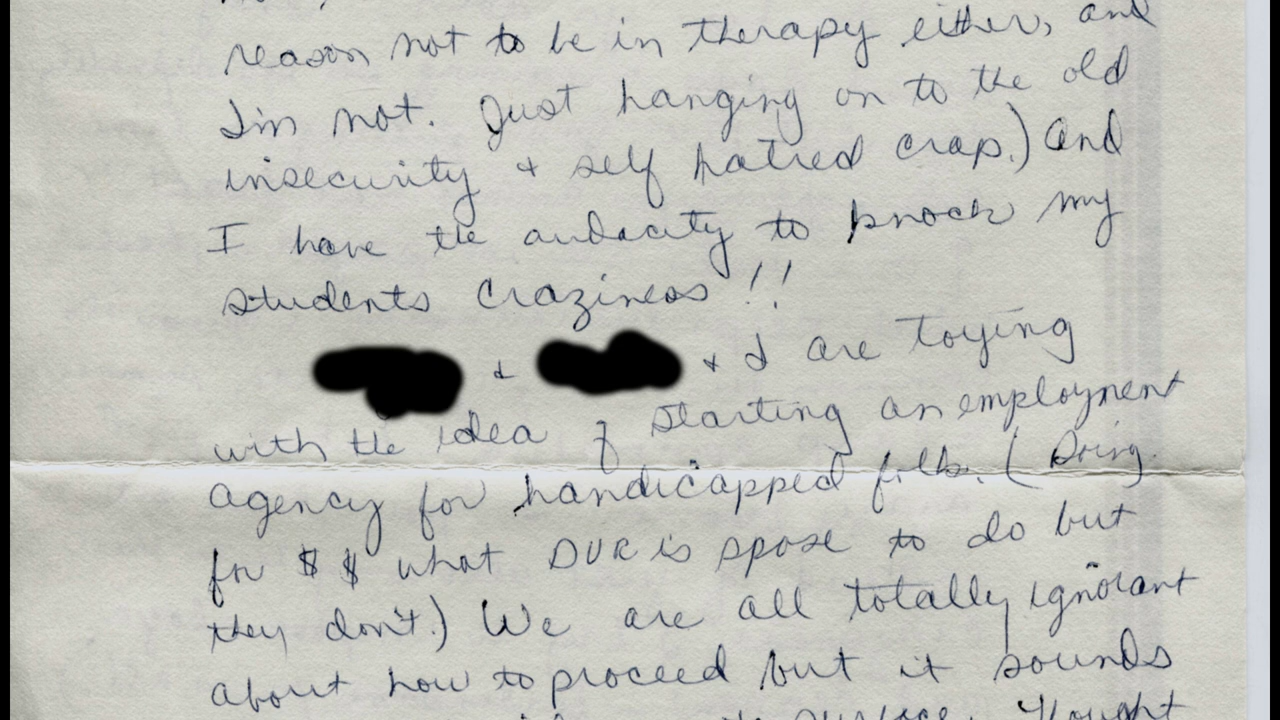 reason not to be in therapy either, and
I'm not. Just hanging on to the old
insecurity + self hatred crap.) And
I have the audacity to knock my
students craziness!!
+ + I are toying
with the idea of starting an employment
agency for handicapped folks. (Doing
for $$ what DVR is spose to do but
they don't.) We are all totally ignorant
about how to proceed but it sounds
surface. Thought